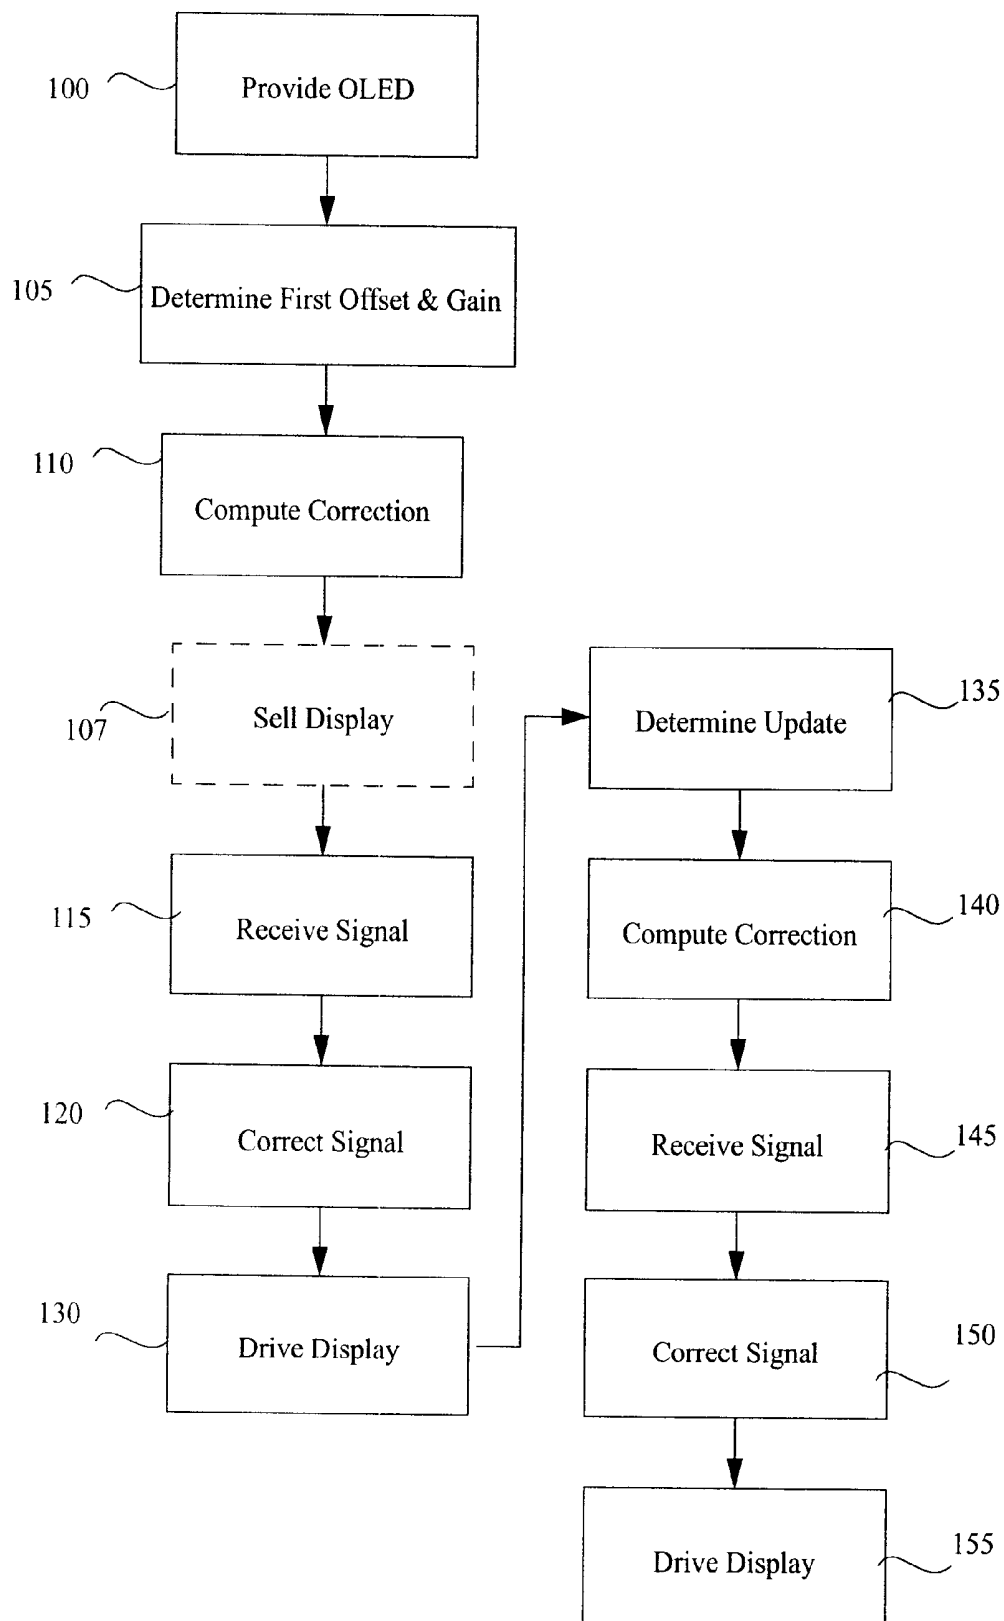 100
Provide OLED
105
Determine First Offset & Gain
110
Compute Correction
107
Sell Display
115
Receive Signal
120
Correct Signal
130
Drive Display
Determine Update
135
Compute Correction
140
Receive Signal
145
Correct Signal
150
Drive Display
155